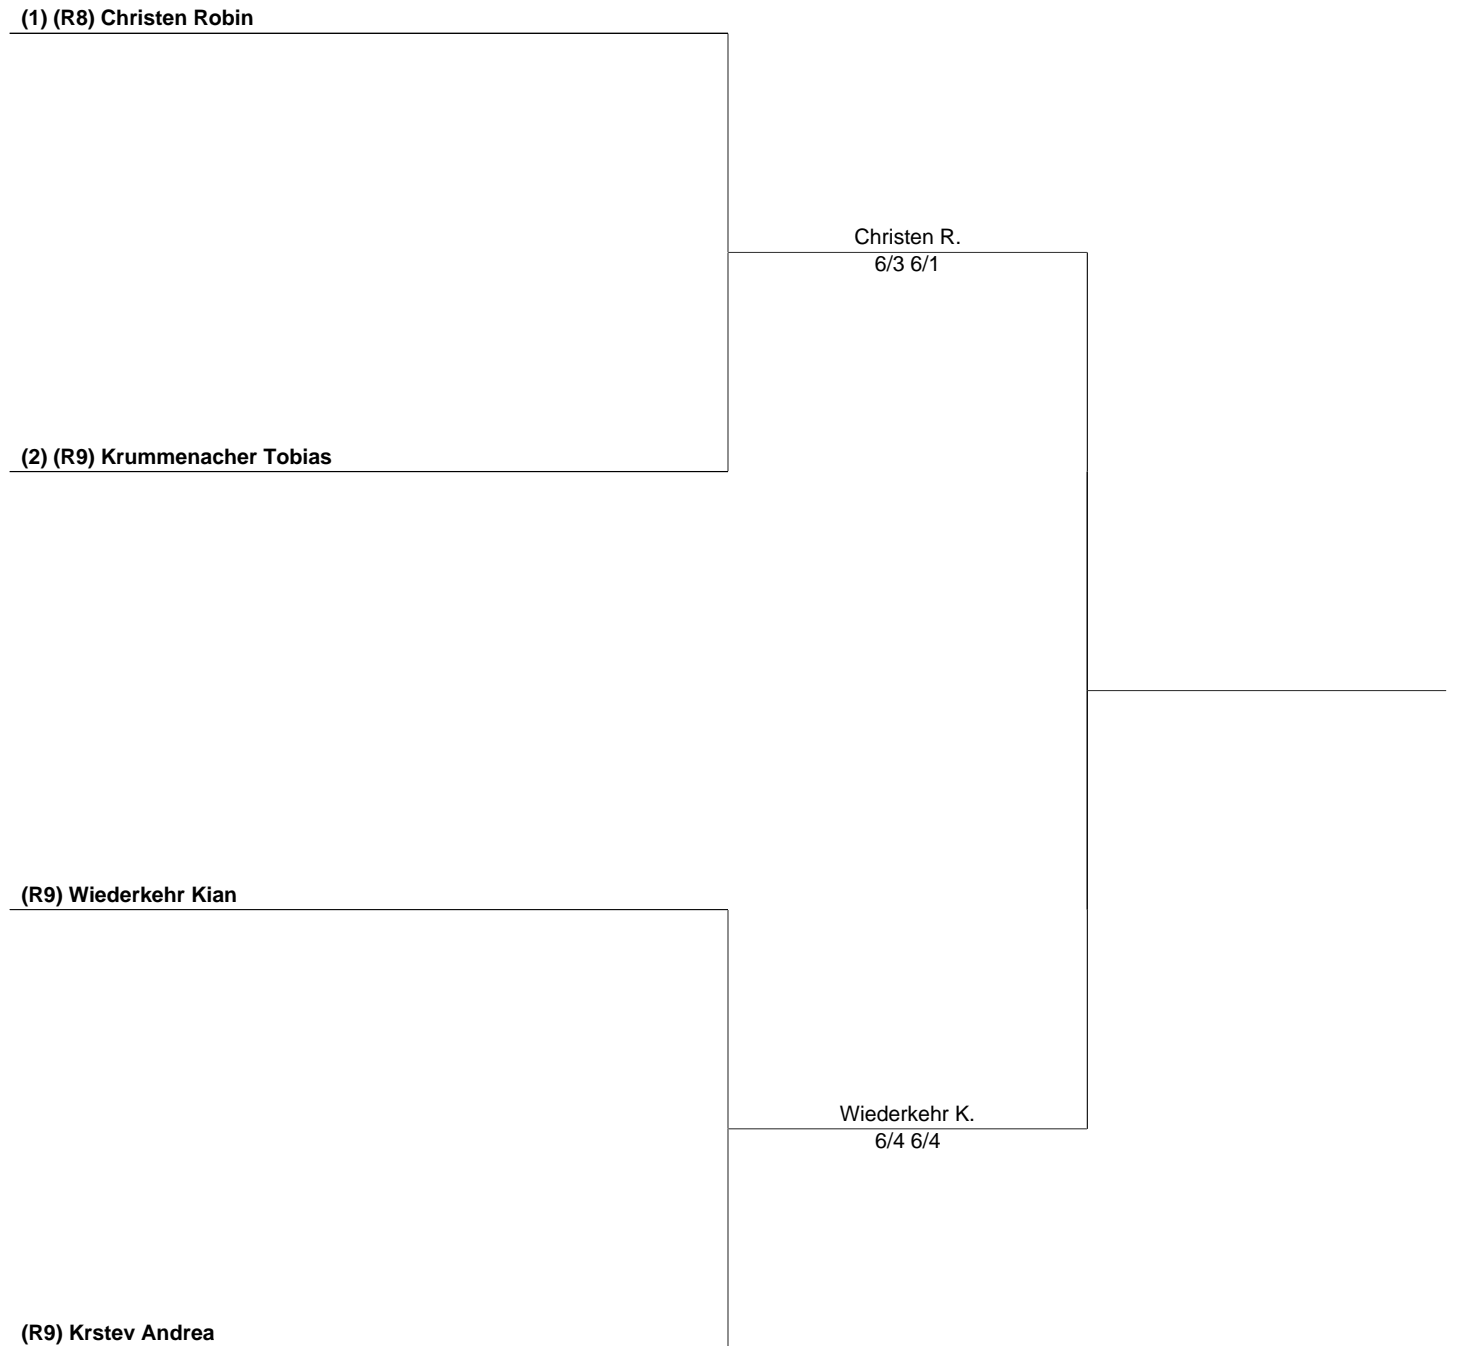 (1) (R8) Christen Robin
Christen R.
6/3 6/1
(2) (R9) Krummenacher Tobias
(R9) Wiederkehr Kian
Wiederkehr K.
6/4 6/4
(R9) Krstev Andrea